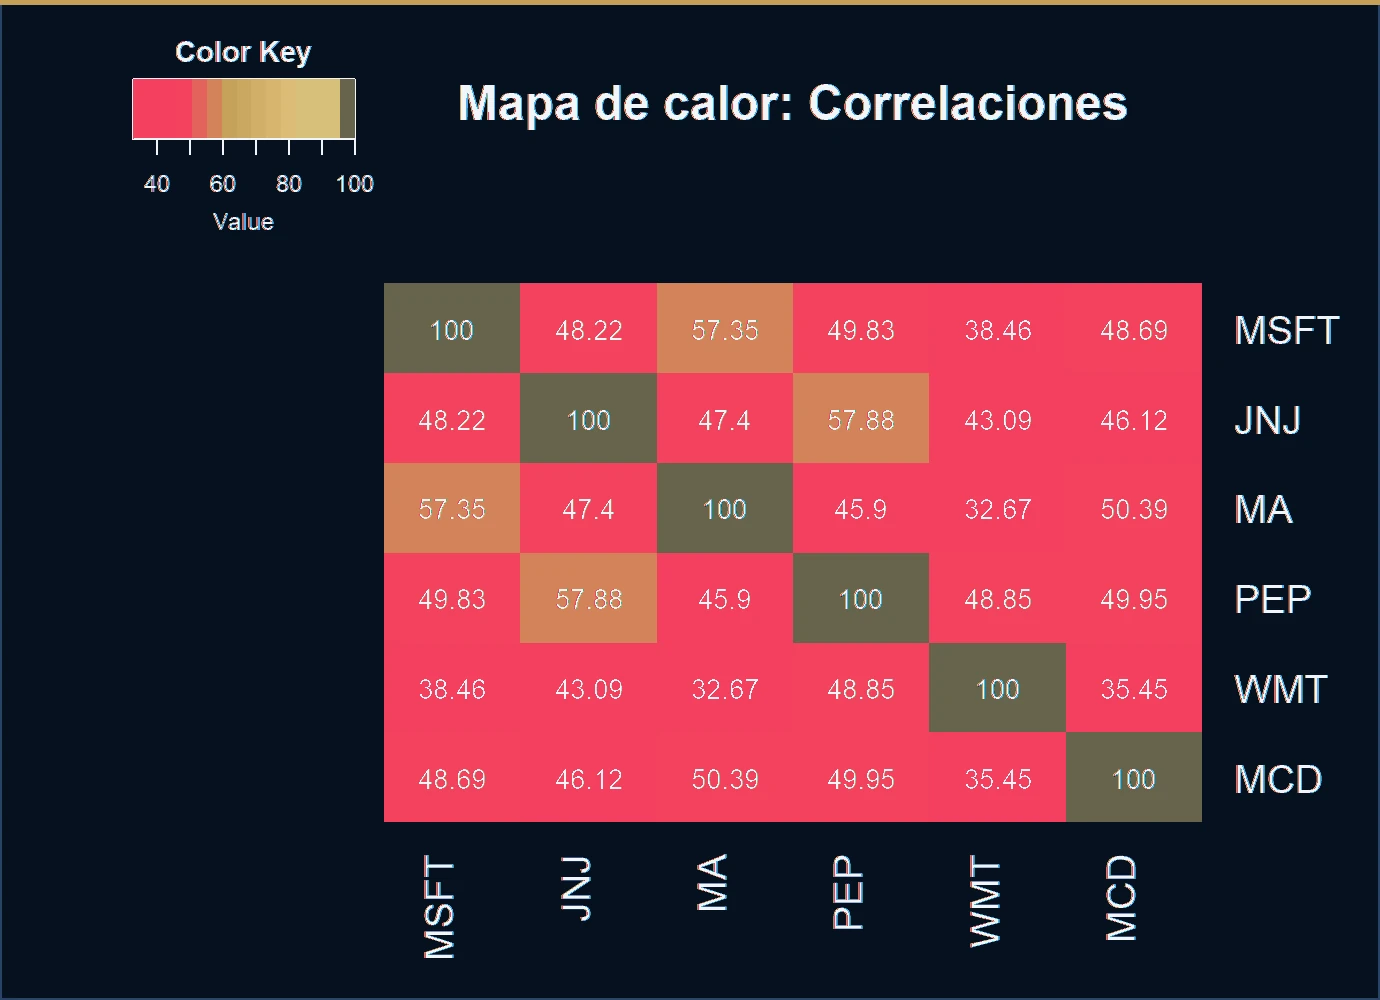 Color Key
Mapa de calor: Correlaciones
40 60 80 100
Value
100 48.22 57.35 49.83 38.46 48.69 MSFT
48.22 100 47.4 57.88 43.09 46.12 JNJ
57.35 47.4 100 45.9 32.67 50.39 MA
49.83 57.88 45.9 100 48.85 49.95 PEP
38.46 43.09 32.67 48.85 100 35.45 WMT
48.69 46.12 50.39 49.95 35.45 100 MCD
MSFT JNJ MA PEP WMT MCD